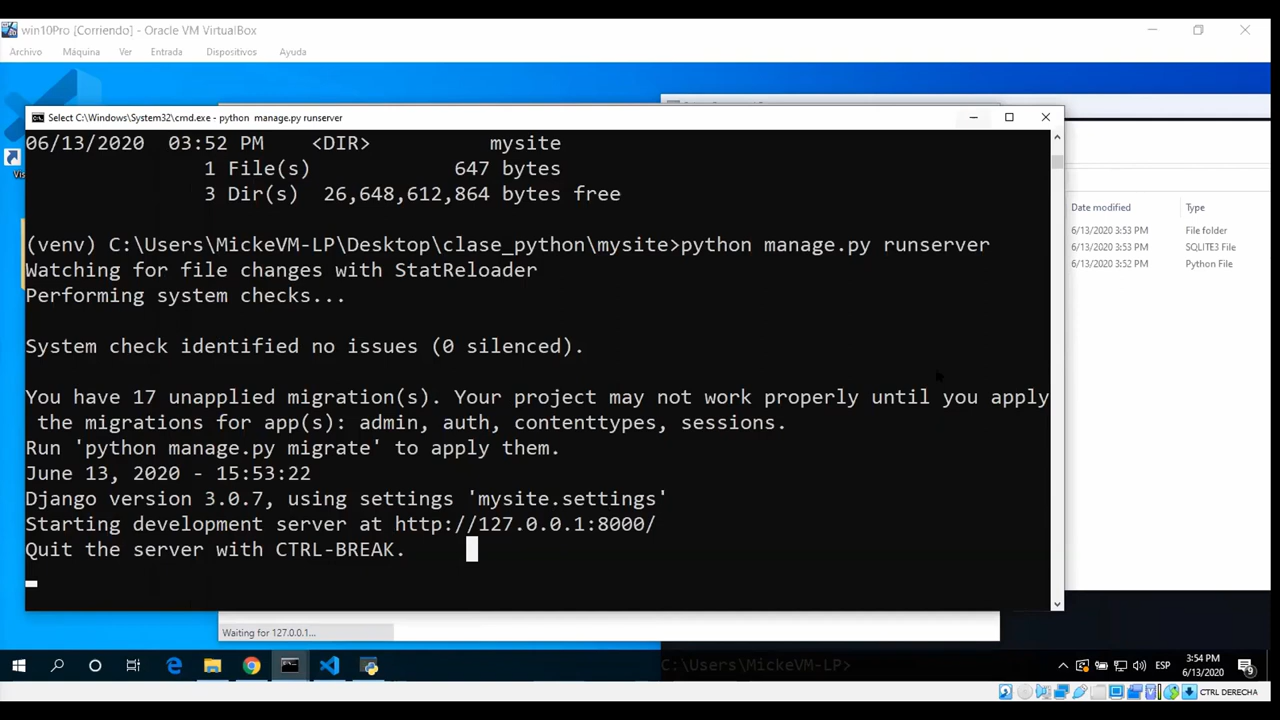 win10Pro [Corriendo] - Oracle VM VirtualBox
Archivo Máquina Ver Entrada Dispositivos Ayuda
Select C:\Windows\System32\cmd.exe - python  manage.py runserver
06/13/2020  03:52 PM    <DIR>          mysite
1 File(s)            647 bytes
3 Dir(s)  26,648,612,864 bytes free
(venv) C:\Users\MickeVM-LP\Desktop\clase_python\mysite>python manage.py runserver
Watching for file changes with StatReloader
Performing system checks...
System check identified no issues (0 silenced).
You have 17 unapplied migration(s). Your project may not work properly until you apply
the migrations for app(s): admin, auth, contenttypes, sessions.
Run 'python manage.py migrate' to apply them.
June 13, 2020 - 15:53:22
Django version 3.0.7, using settings 'mysite.settings'
Starting development server at http://127.0.0.1:8000/
Quit the server with CTRL-BREAK.
Date modified Type
6/13/2020 3:53 PM File folder
6/13/2020 3:53 PM SQLITE3 File
6/13/2020 3:52 PM Python File
Vis
Waiting for 127.0.0.1...
C:\Users\MickeVM-LP>
ESP
3:54 PM
6/13/2020
9
CTRL DERECHA